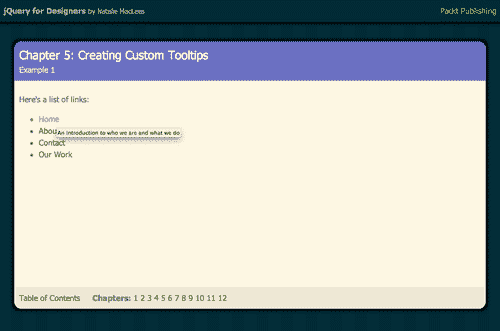 jQuery for Designers by Natalie MacLees
Packt Publishing
Chapter 5: Creating Custom Tooltips
Example 1
Here's a list of links:
• Home
• Abou
An introduction to who we are and what we do
• Contact
• Our Work
Table of Contents Chapters: 1 2 3 4 5 6 7 8 9 10 11 12